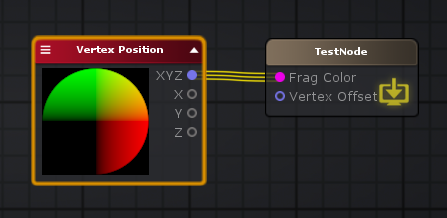 Vertex Position
XYZ
X
Y
Z
TestNode
Frag Color
Vertex Offset